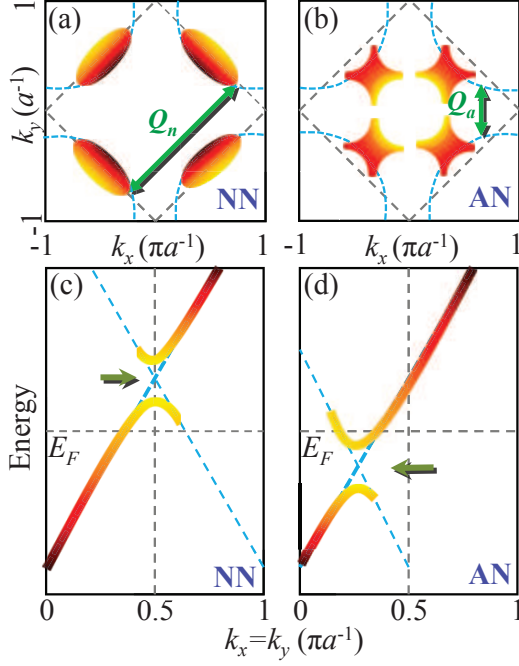 (a)
(b)
1
-1
k_y (a⁻¹)
Q_n
Q_a
NN
AN
-1
k_x (πa⁻¹)
1
-1
k_x (πa⁻¹)
1
(c)
(d)
Energy
E_F
E_F
NN
AN
0
0.5
1
0
0.5
1
k_x=k_y (πa⁻¹)